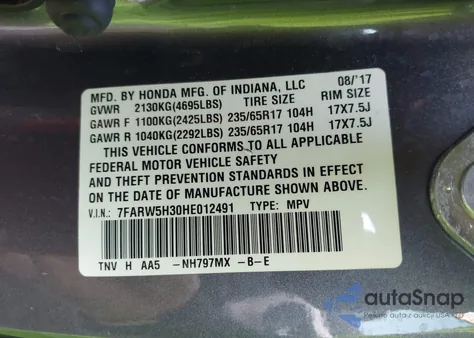 MFD. BY HONDA MFG. OF INDIANA, LLC 08/'17
GVWR 2130KG(4695LBS) TIRE SIZE RIM SIZE
GAWR F 1100KG(2425LBS) 235/65R17 104H 17X7.5J
GAWR R 1040KG(2292LBS) 235/65R17 104H 17X7.5J
THIS VEHICLE CONFORMS TO ALL APPLICABLE
FEDERAL MOTOR VEHICLE SAFETY
AND THEFT PREVENTION STANDARDS IN EFFECT
ON THE DATE OF MANUFACTURE SHOWN ABOVE.
V.I.N.: 7FARW5H30HE012491 TYPE: MPV
TNV H AA5 -NH797MX -B-E
autoSnap